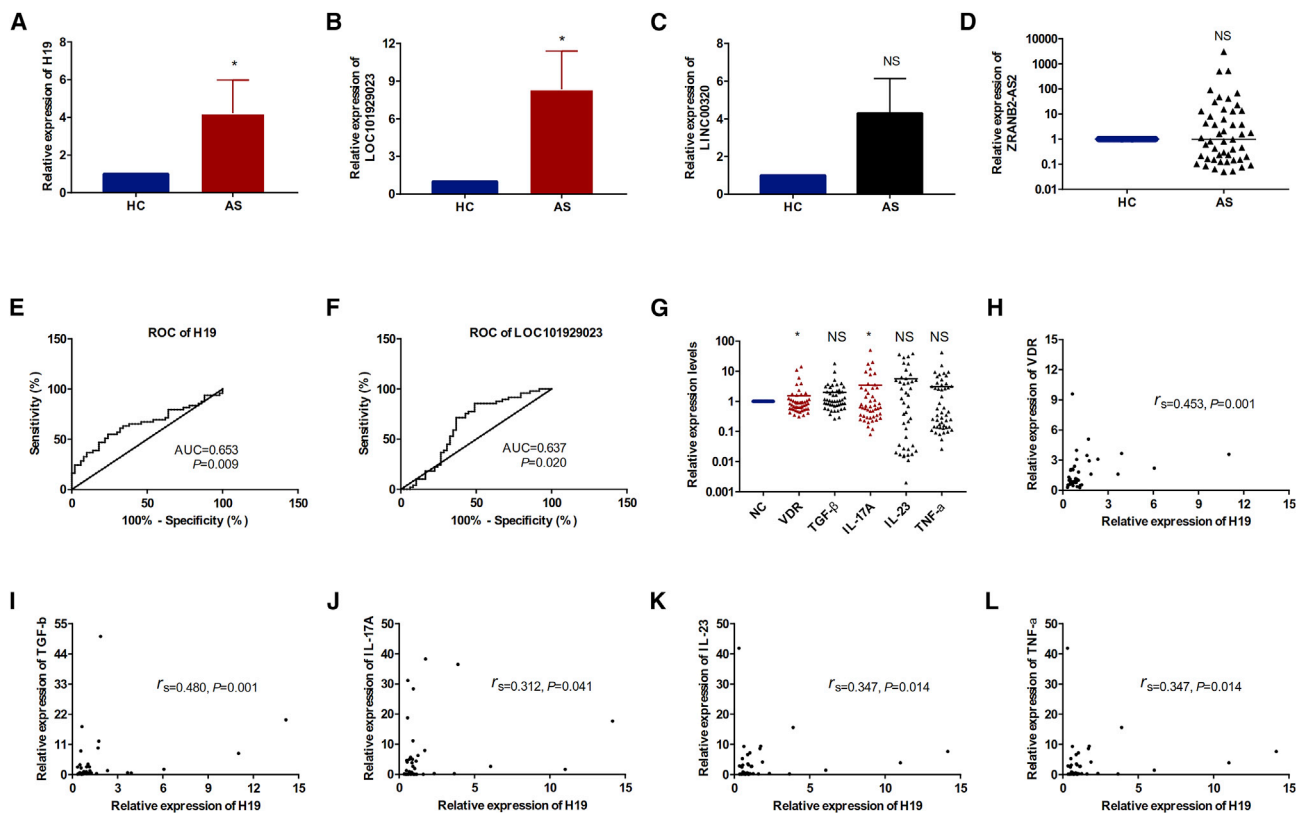 A
Relative expression of H19
8
6
4
2
0
*
HC
AS
B
Relative expression of
LOC101929023
12
9
6
3
0
*
HC
AS
C
Relative expression of
LINC00320
8
6
4
2
0
NS
HC
AS
D
Relative expression of
ZRANB2-AS2
10000
1000
100
10
1
0.1
0.01
NS
HC
AS
E
ROC of H19
Sensitivity (%)
150
100
50
0
AUC=0.653
P=0.009
0
50
100
150
100% - Specificity (%)
F
ROC of LOC101929023
Sensitivity (%)
150
100
50
0
AUC=0.637
P=0.020
0
50
100
150
100% - Specificity (%)
G
Relative expression levels
100
10
1
0.1
0.01
0.001
*
NS
*
NS
NS
NC
VDR
TGF-β
IL-17A
IL-23
TNF-a
H
Relative expression of VDR
15
12
9
6
3
0
rs=0.453, P=0.001
0
3
6
9
12
15
Relative expression of H19
I
Relative expression of TGF-b
55
44
33
22
11
0
rs=0.480, P=0.001
0
3
6
9
12
15
Relative expression of H19
J
Relative expression of IL-17A
50
40
30
20
10
0
rs=0.312, P=0.041
0
5
10
15
Relative expression of H19
K
Relative expression of IL-23
50
40
30
20
10
0
rs=0.347, P=0.014
0
5
10
15
Relative expression of H19
L
Relative expression of TNF-a
50
40
30
20
10
0
rs=0.347, P=0.014
0
5
10
15
Relative expression of H19